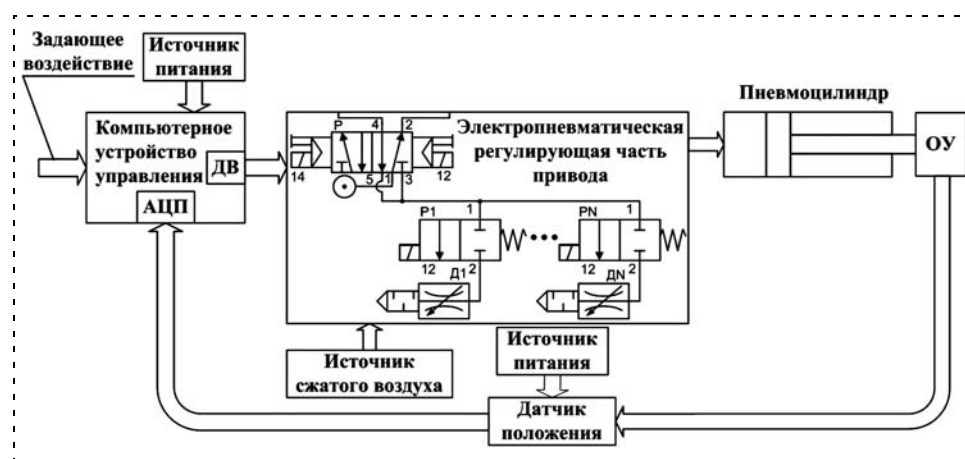 Задающее
воздействие
Источник
питания
Компьютерное
устройство
управления
ДВ
АЦП
P
4
2
14
5
1
3
12
Электропневматическая
регулирующая часть
привода
Пневмоцилиндр
ОУ
P1
1
12
2
Д1
PN
1
12
2
ДN
Источник
сжатого воздуха
Источник
питания
Датчик
положения